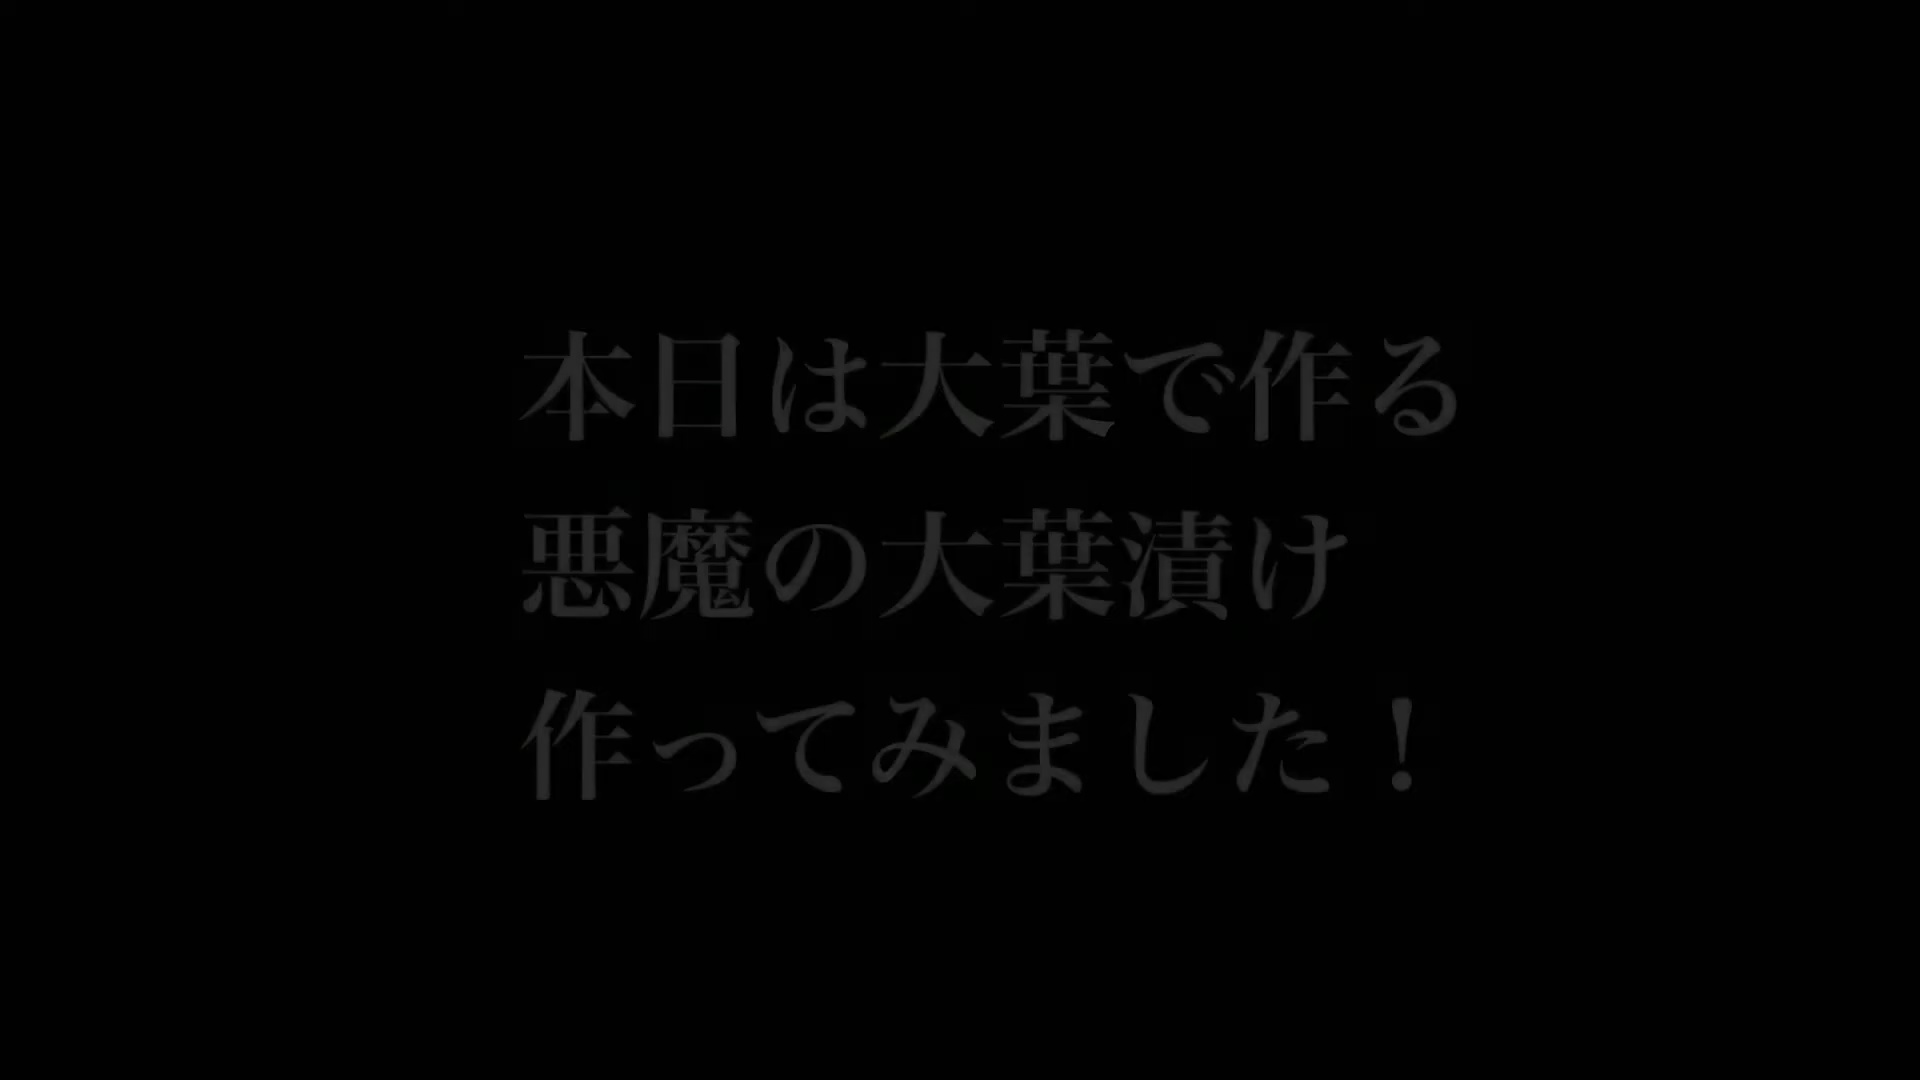 本日は大葉で作る
悪魔の大葉漬け
作ってみました！